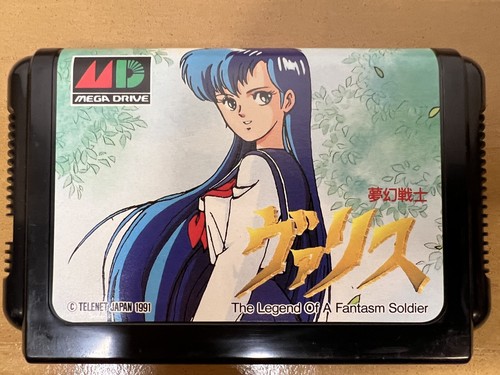 MD
MEGA DRIVE
夢幻戦士
ヴァリス
The Legend Of A Fantasm Soldier
© TELENET JAPAN 1991